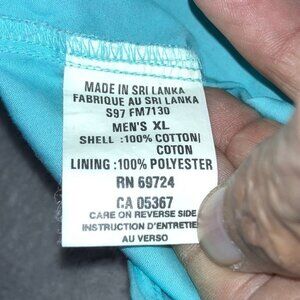 MADE IN SRI LANKA
FABRIQUE AU SRI LANKA
S97 FM7130
MEN'S XL
SHELL :100% COTTON/
COTON
LINING :100% POLYESTER
RN 69724
CA 05367
CARE ON REVERSE SIDE
INSTRUCTION D'ENTRETIE
AU VERSO